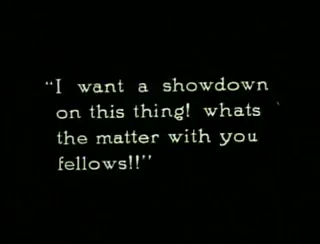 “I want a showdown
on this thing! whats
the matter with you
fellows!!”